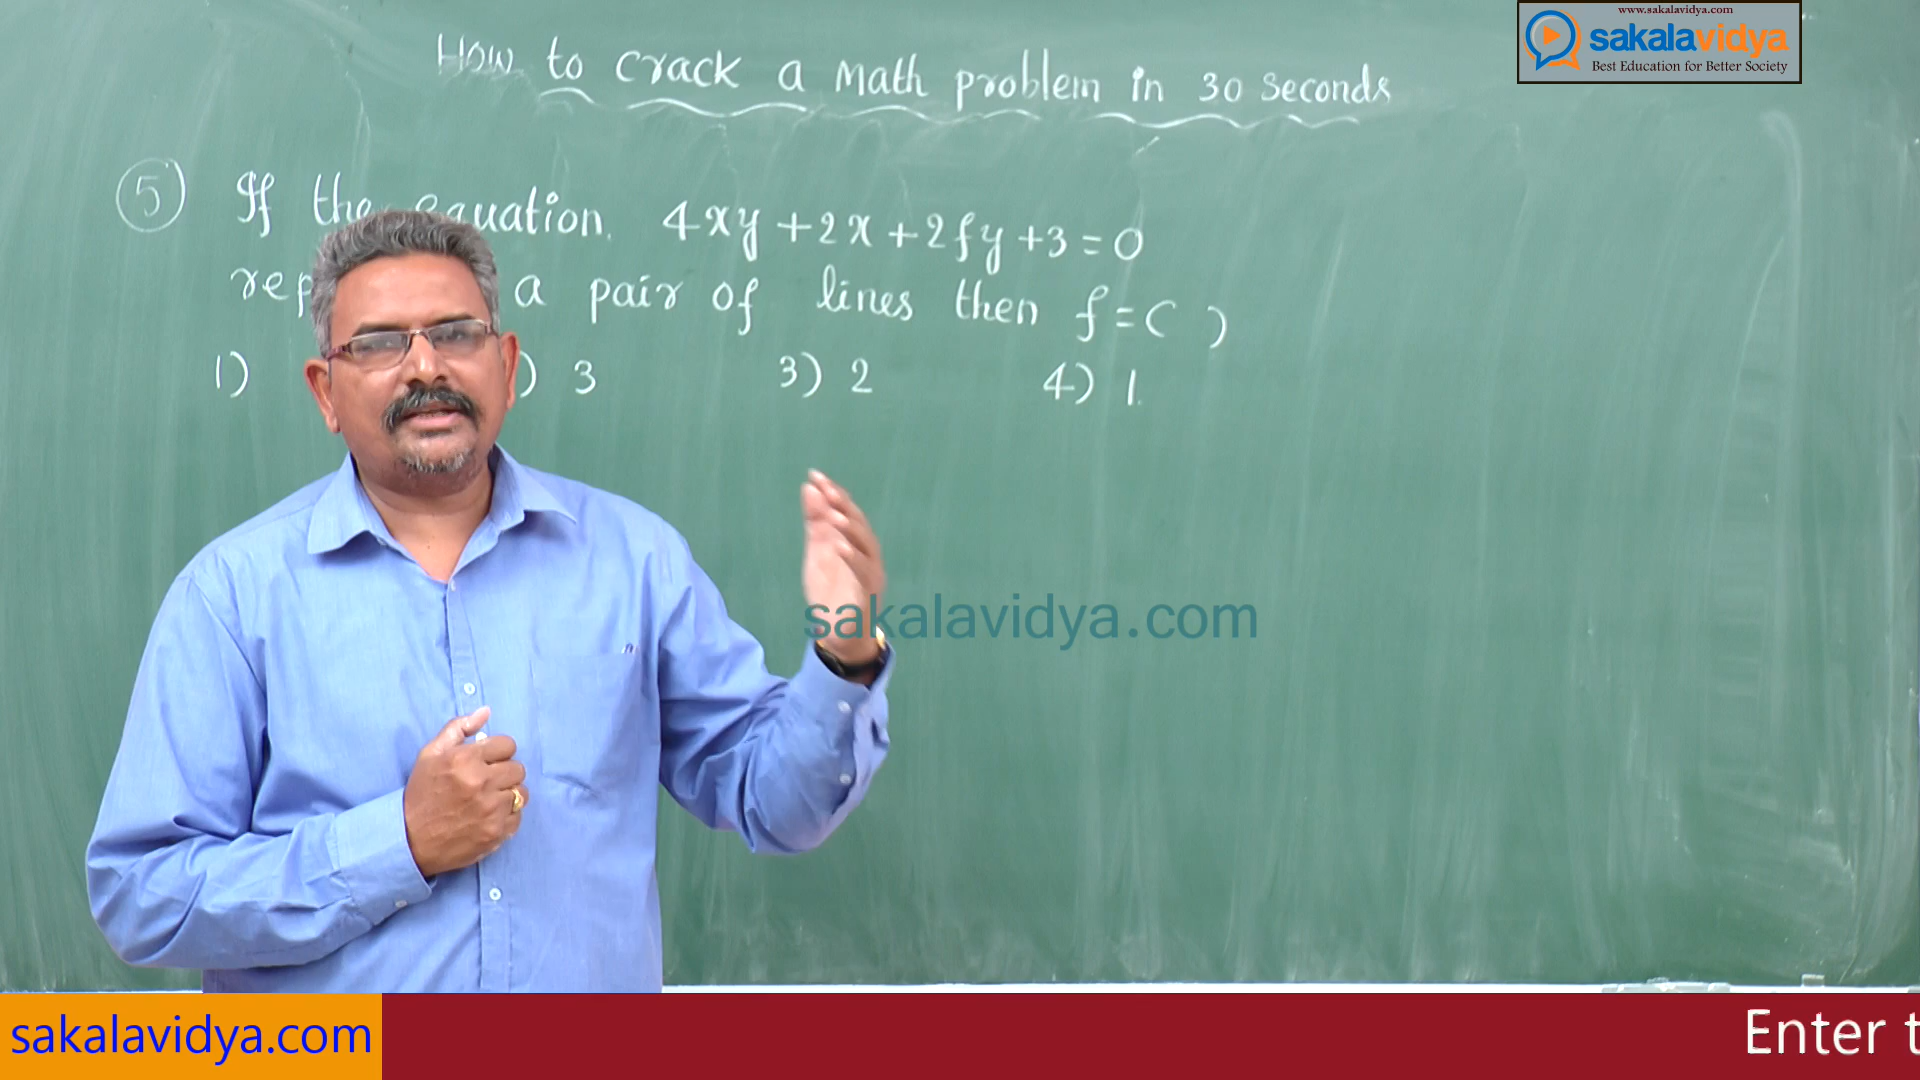 www.sakalavidya.com
sakalavidya
Best Education for Better Society
How to crack a Math problem in 30 seconds
5 If the equation. 4xy + 2x + 2fy + 3 = 0
rep a pair of lines then f = ( )
1) ) 3 3) 2 4) 1.
sakalavidya.com
sakalavidya.com Enter t